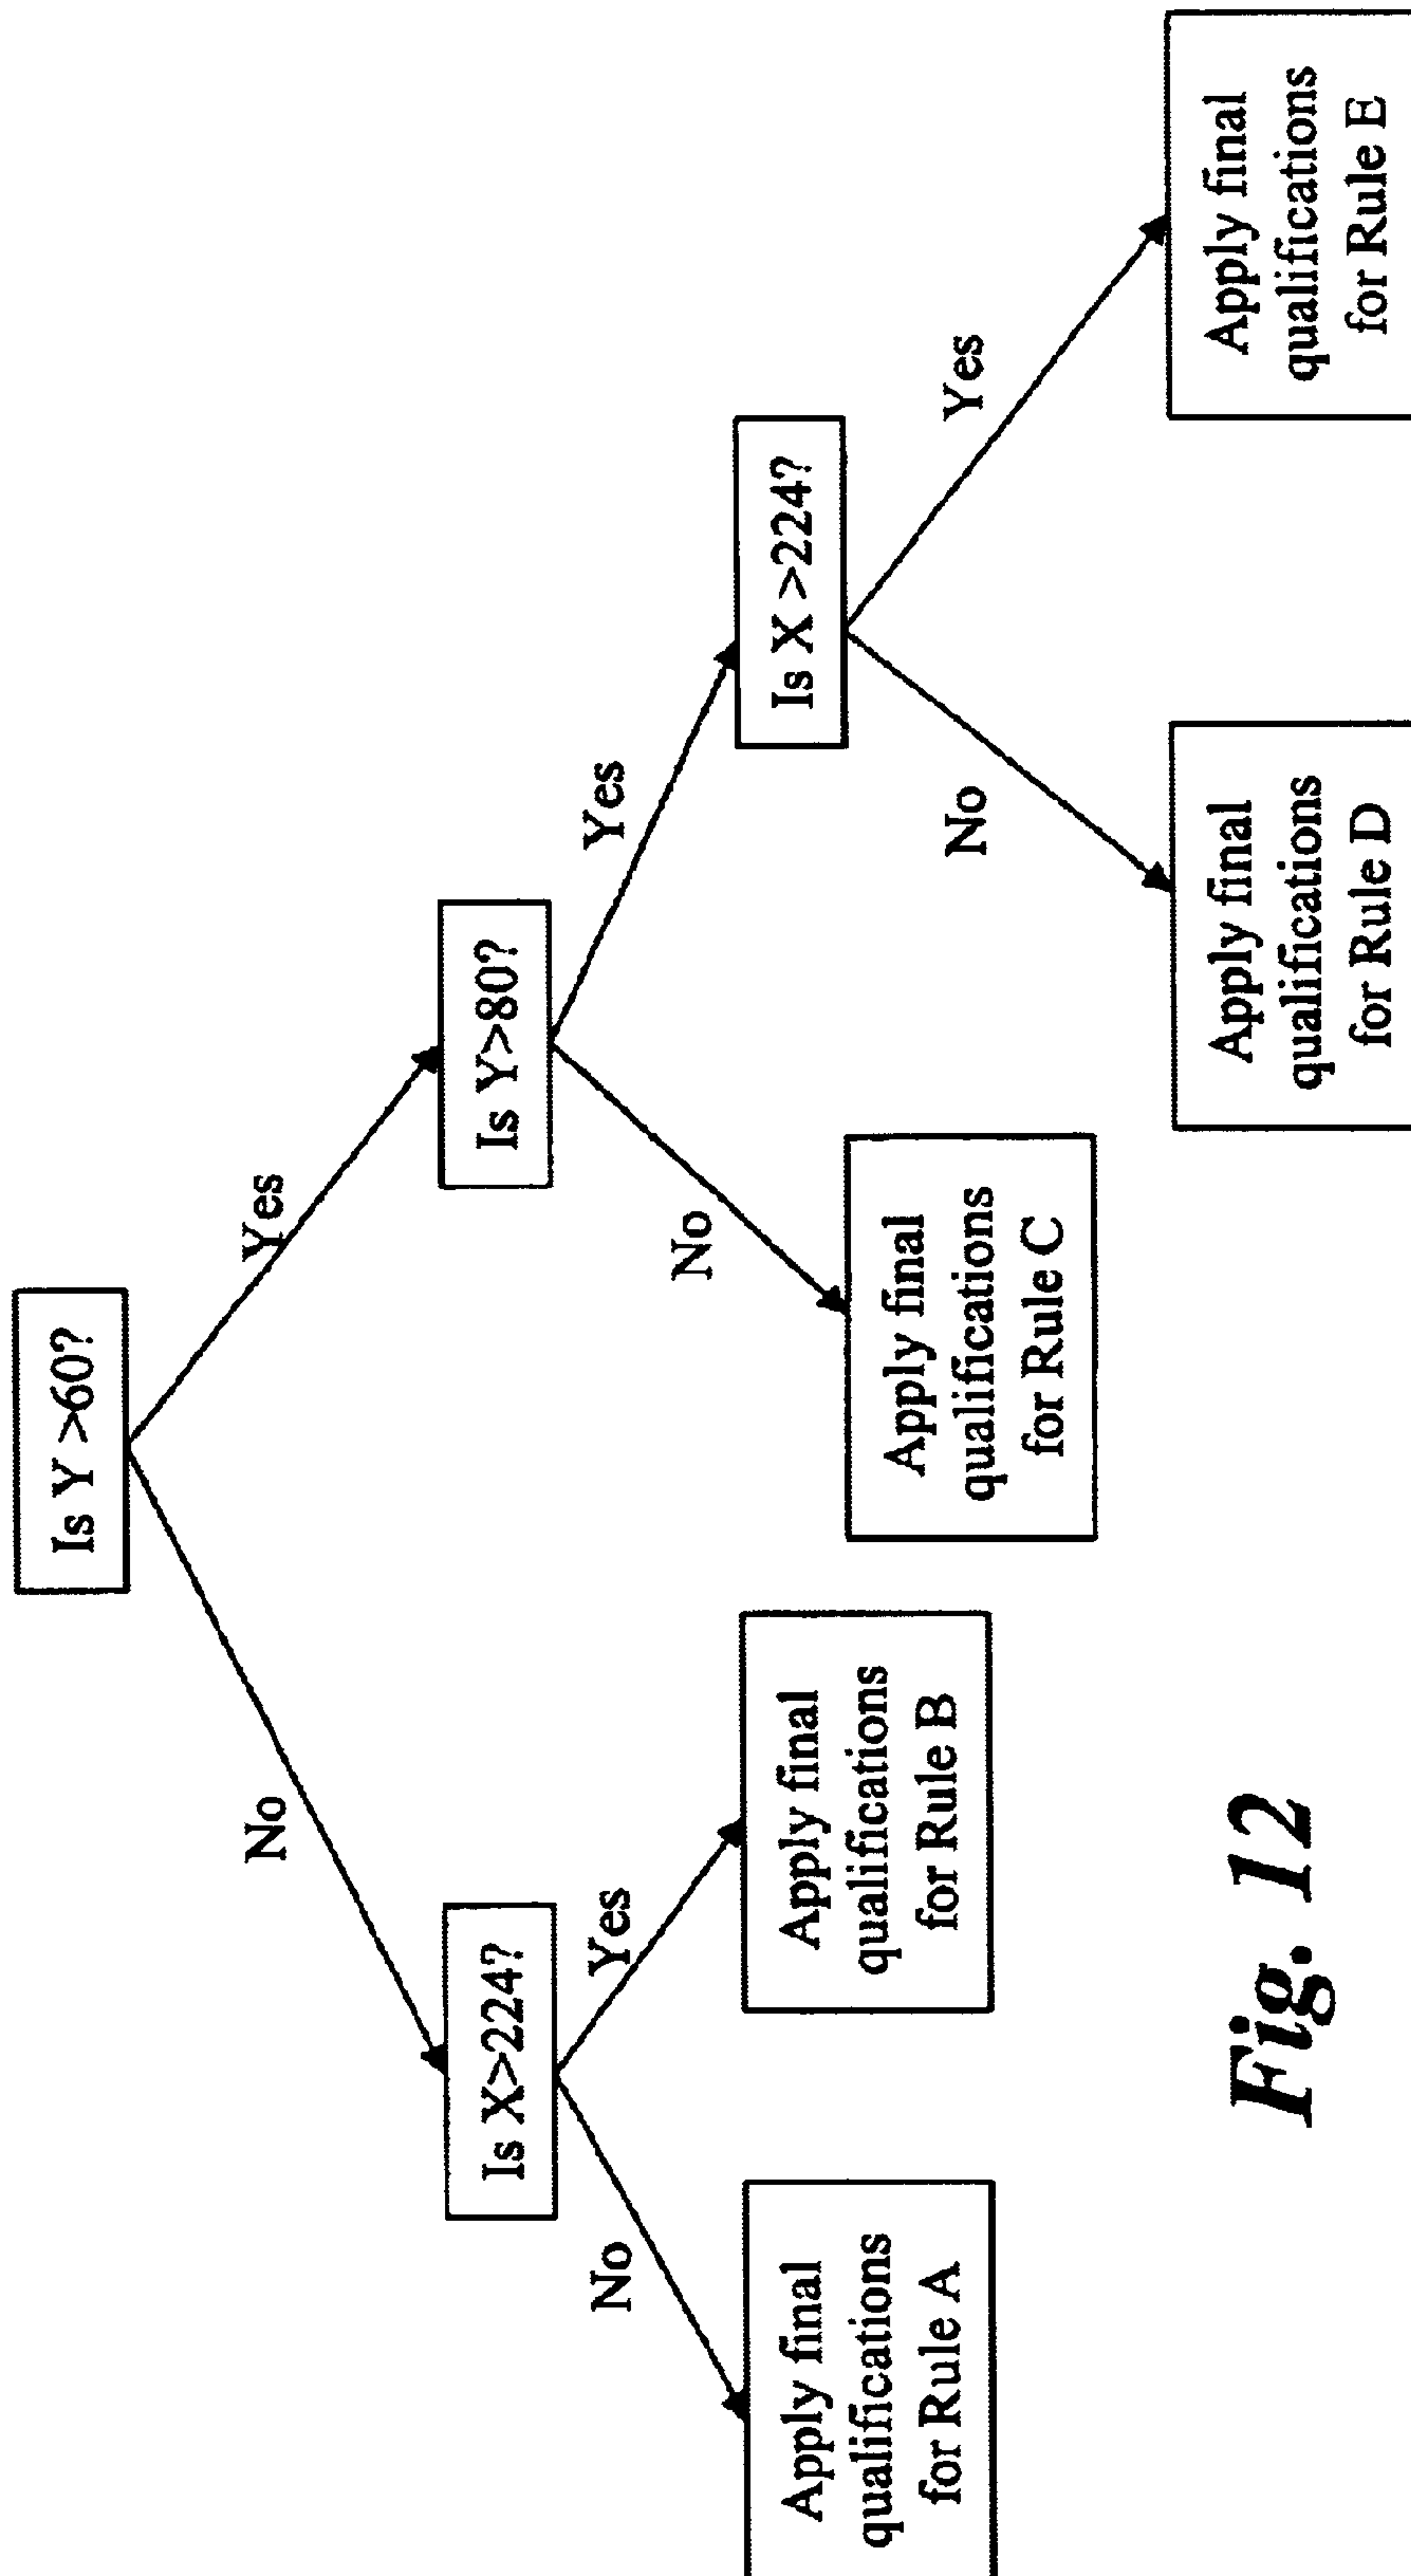 Is Y >60?
No
Yes
Is X>224?
Is Y>80?
No
Yes
No
Yes
Apply final
qualifications
for Rule A
Apply final
qualifications
for Rule B
Apply final
qualifications
for Rule C
Is X >224?
No
Yes
Apply final
qualifications
for Rule D
Apply final
qualifications
for Rule E
Fig. 12